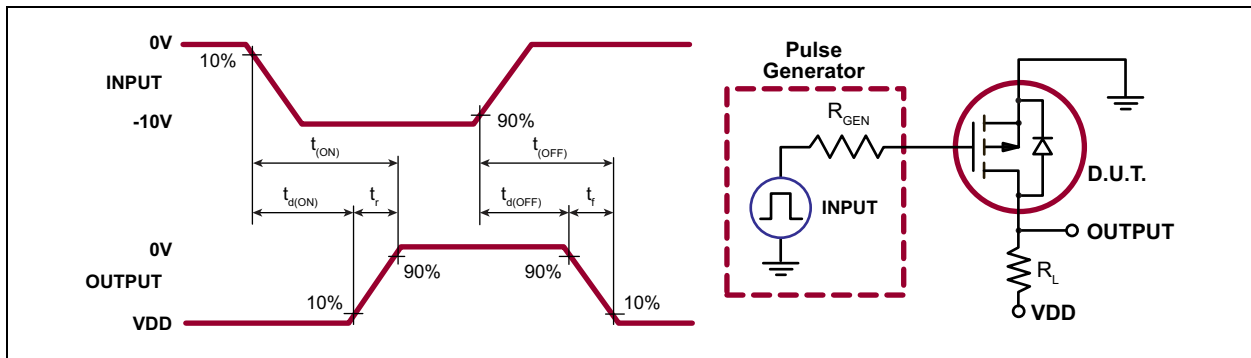 0V
10%
INPUT
-10V
90%
t(ON)
t(OFF)
td(ON)
tr
td(OFF)
tf
0V
OUTPUT
90%
90%
10%
10%
VDD
Pulse
Generator
RGEN
INPUT
D.U.T.
OUTPUT
RL
VDD